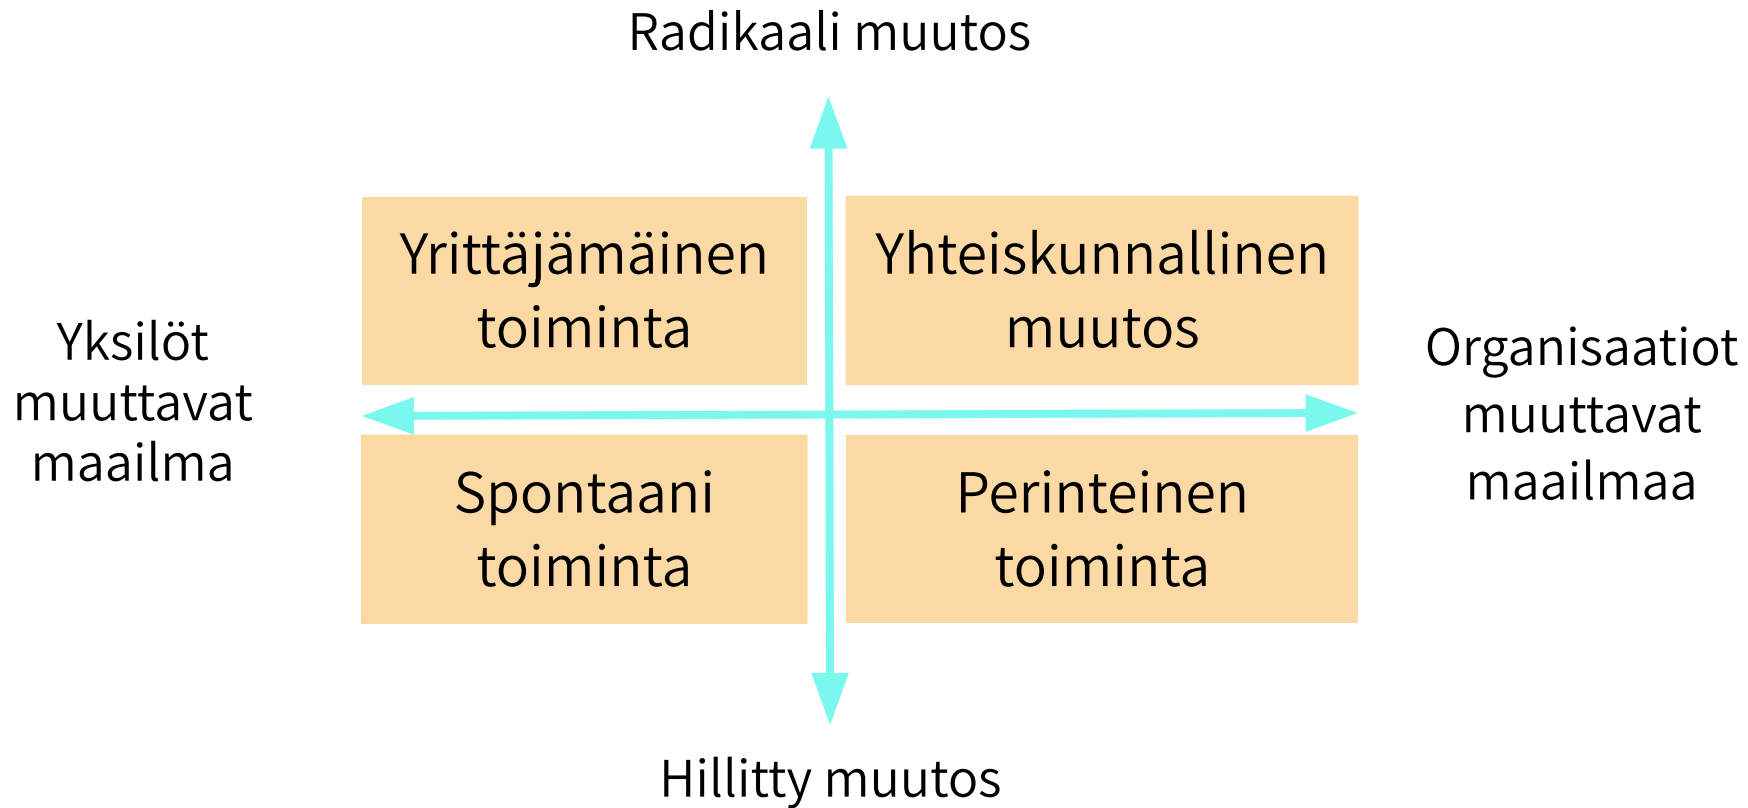 Radikaali muutos
Yrittäjämäinen
toiminta
Yhteiskunnallinen
muutos
Yksilöt
muuttavat
maailma
Organisaatiot
muuttavat
maailmaa
Spontaani
toiminta
Perinteinen
toiminta
Hillitty muutos